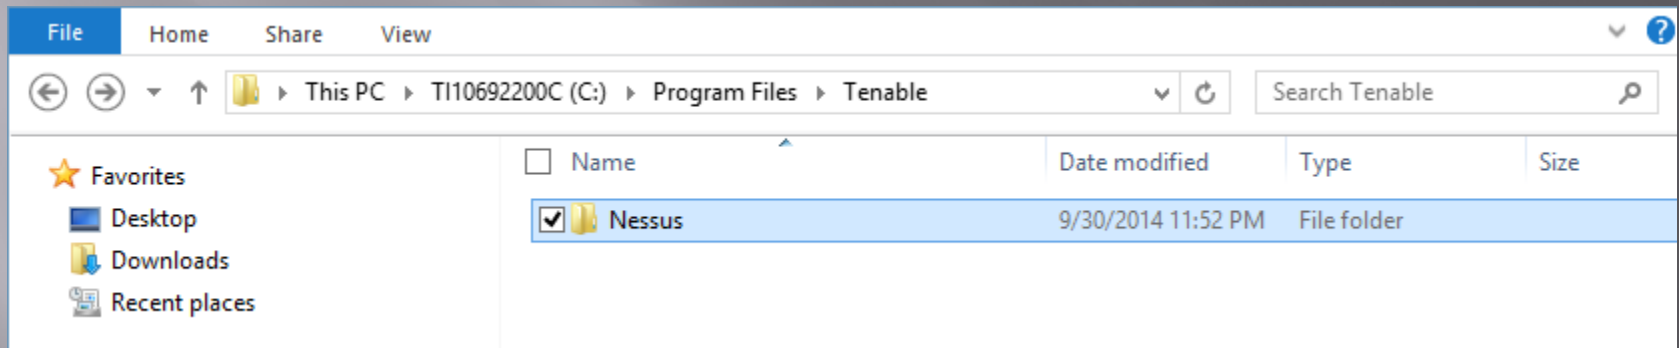 File Home Share View ?
This PC TI10692200C (C:) Program Files Tenable Search Tenable
Favorites
Desktop
Downloads
Recent places
Name Date modified Type Size
Nessus 9/30/2014 11:52 PM File folder